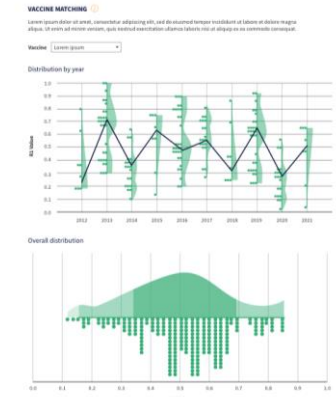 VACCINE MATCHING
Lorem ipsum dolor sit amet, consectetur adipiscing elit, sed do eiusmod tempor incididunt ut labore et dolore magna
aliqua. Ut enim ad minim veniam, quis nostrud exercitation ullamco laboris nisi ut aliquip ex ea commodo consequat.
Vaccine Lorem ipsum
Distribution by year
1.0
0.9
0.8
0.7
0.6
0.5
0.4
0.3
0.2
0.1
0.0
R1 Value
2012 2013 2014 2015 2016 2017 2018 2019 2020 2021
Overall distribution
0.0 0.1 0.2 0.3 0.4 0.5 0.6 0.7 0.8 0.9 1.0